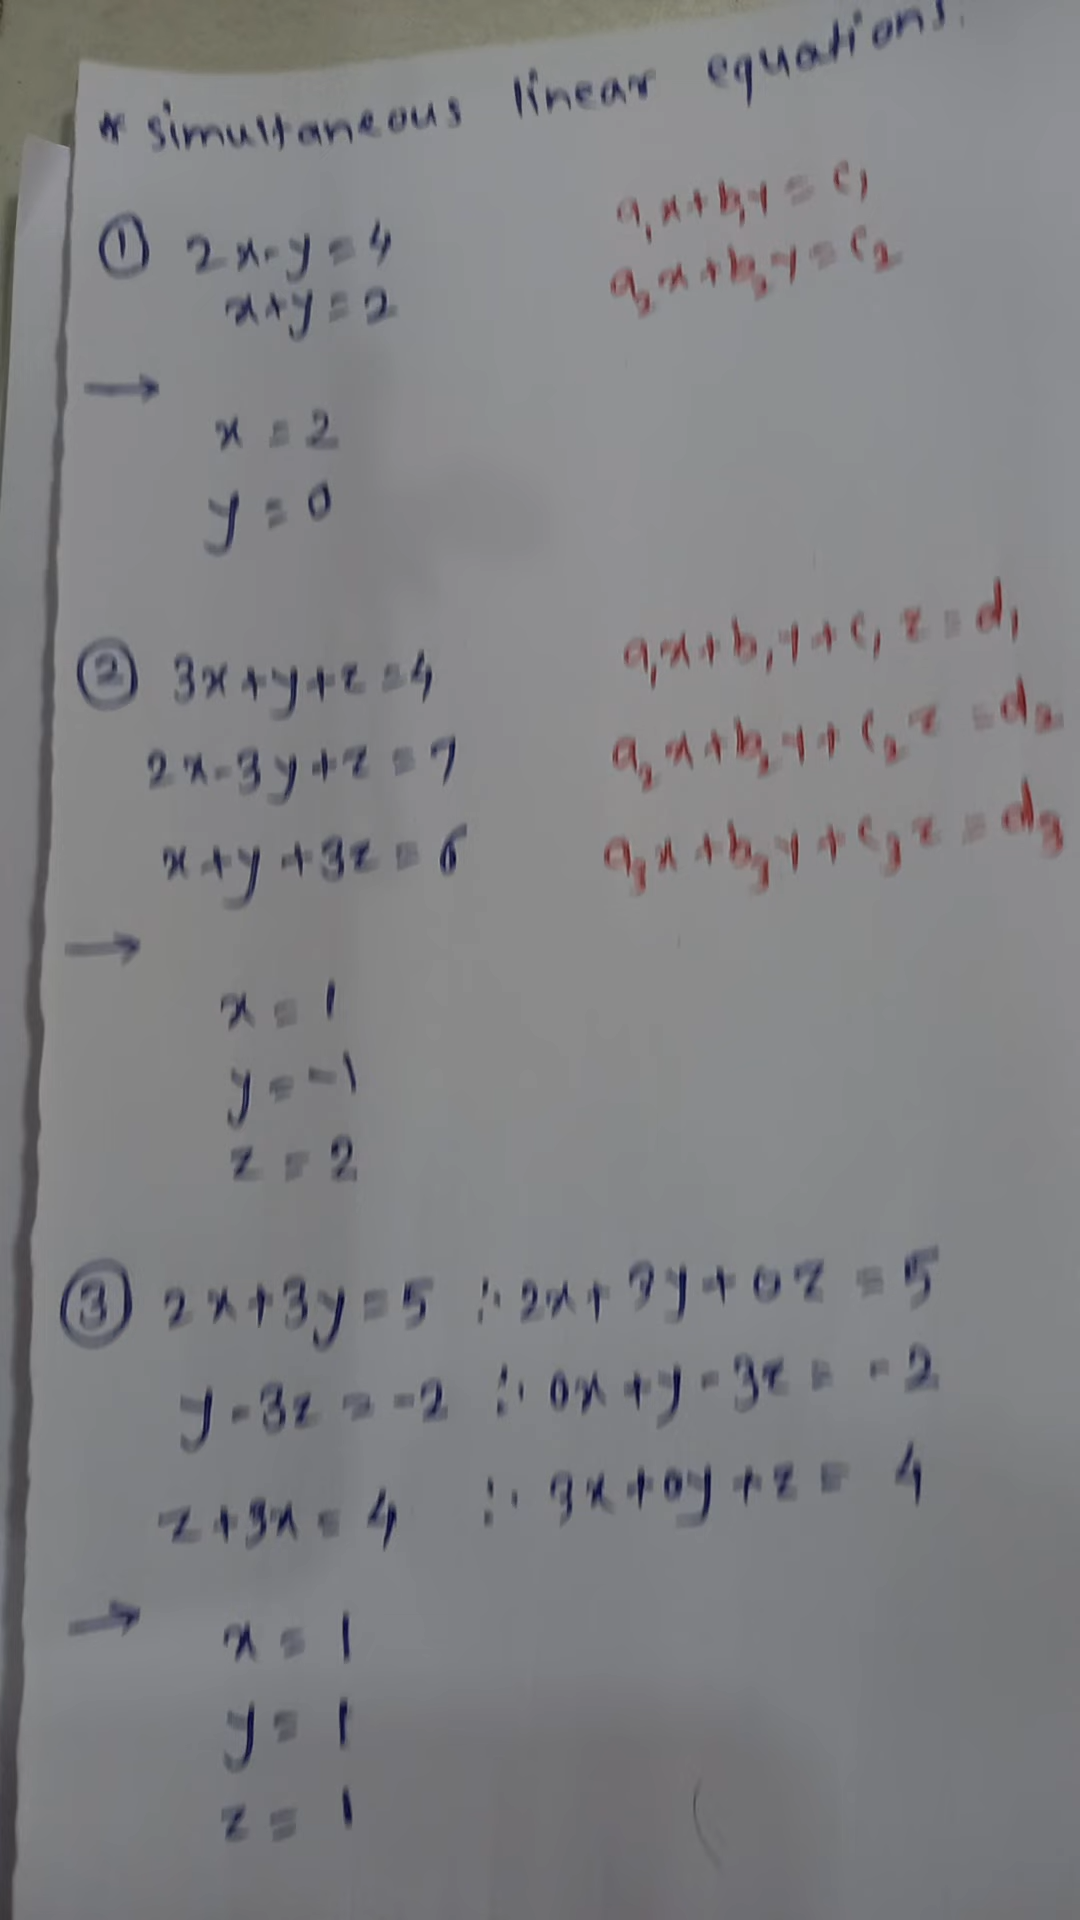 * simultaneous linear equations.
① 2x-y=4 a₁x+b₁y=c₁
x+y=2 a₂x+b₂y=c₂
→
x=2
y=0
② 3x+y+z=4 a₁x+b₁y+c₁z=d₁
2x-3y+z=7 a₂x+b₂y+c₂z=d₂
x+y+3z=6 a₃x+b₃y+c₃z=d₃
→
x=1
y=-1
z=2
③ 2x+3y=5 ∴ 2x+3y+0z=5
y-3z=-2 ∴ 0x+y-3z=-2
z+3x=4 ∴ 3x+0y+z=4
→
x=1
y=1
z=1